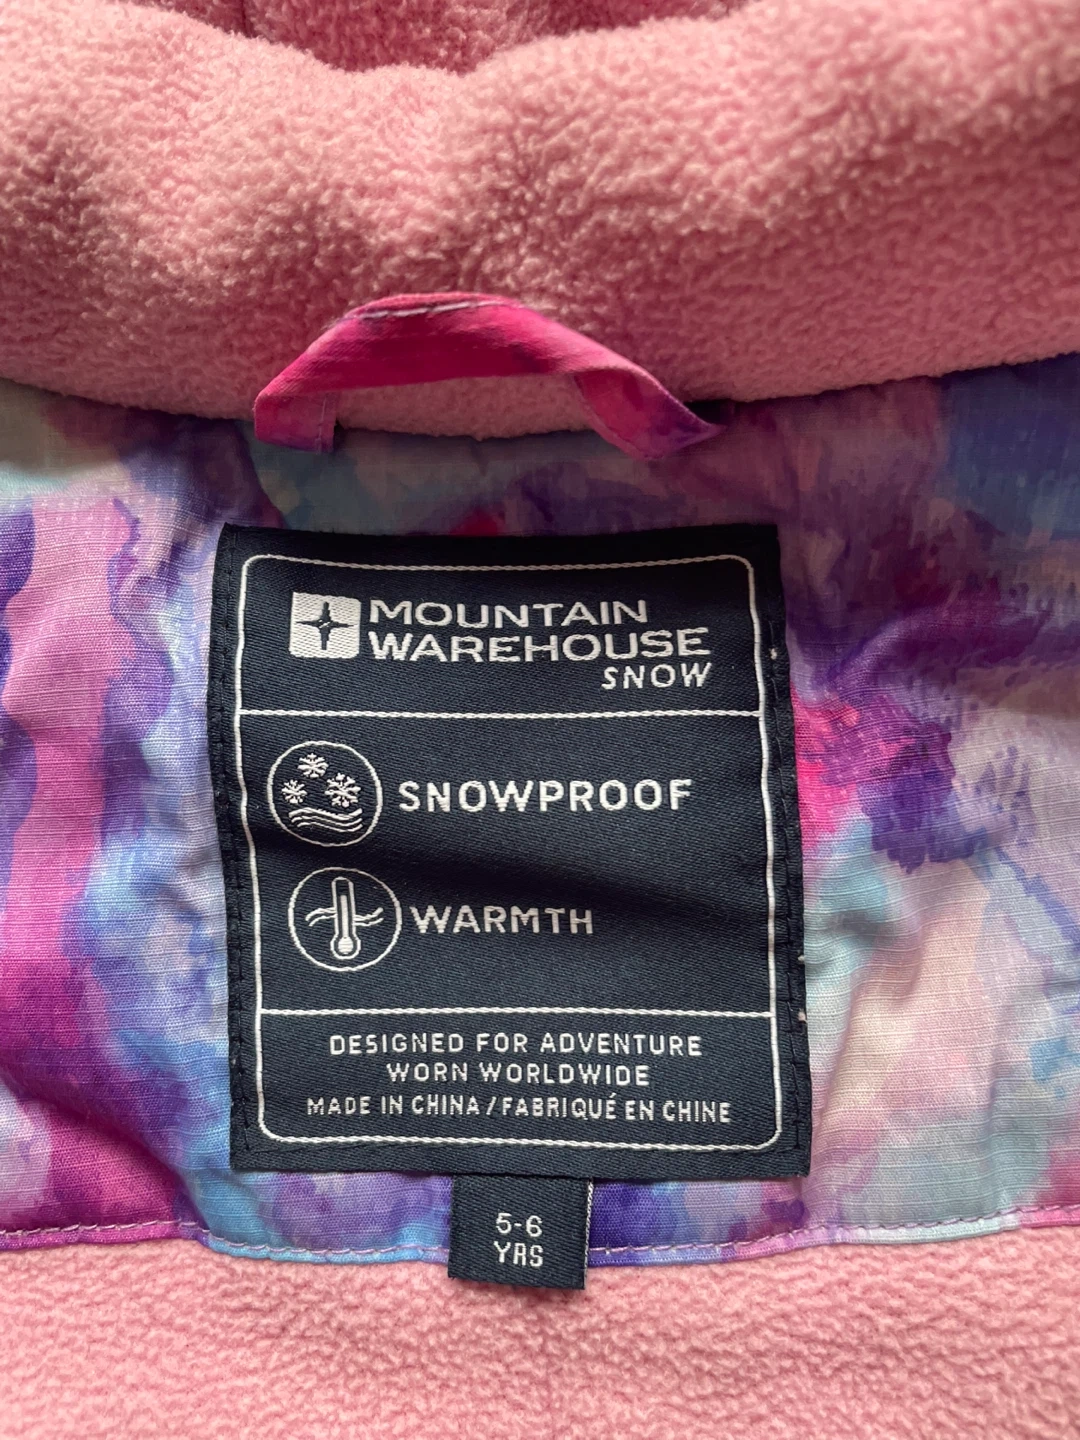 MOUNTAIN
WAREHOUSE
SNOW
SNOWPROOF
WARMTH
DESIGNED FOR ADVENTURE
WORN WORLDWIDE
MADE IN CHINA / FABRIQUÉ EN CHINE
5-6
YRS